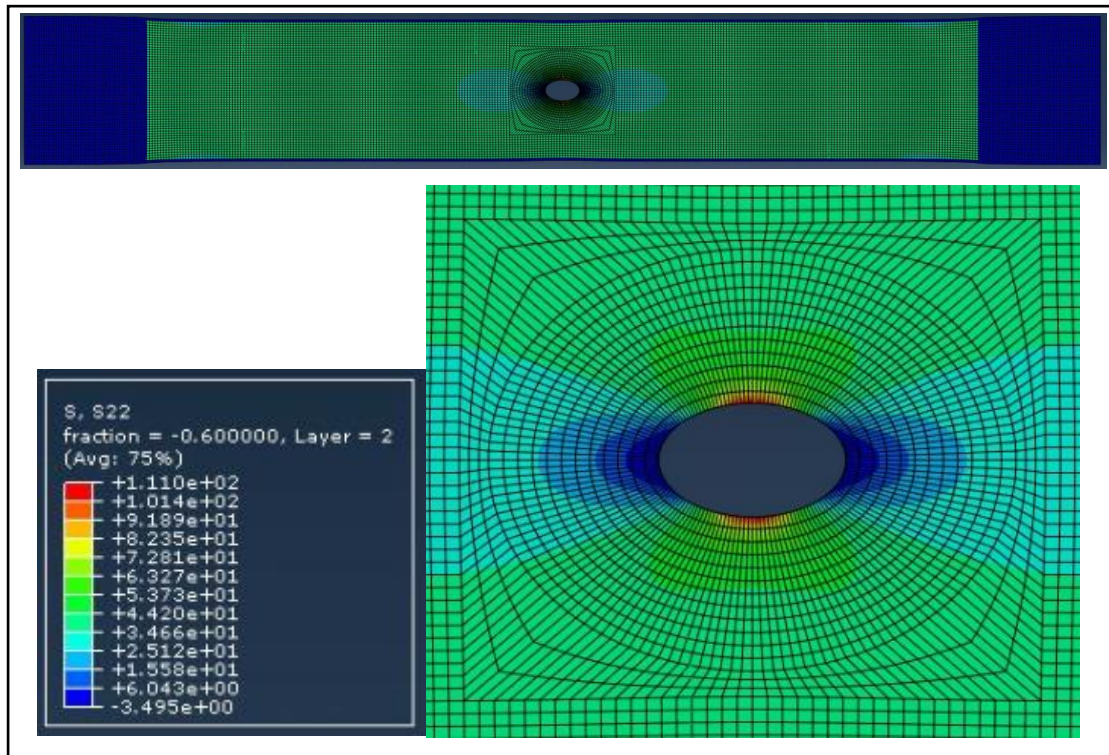 S, S22
fraction = -0.600000, Layer = 2
(Avg: 75%)
+1.110e+02
+1.014e+02
+9.189e+01
+8.235e+01
+7.281e+01
+6.327e+01
+5.373e+01
+4.420e+01
+3.466e+01
+2.512e+01
+1.558e+01
+6.043e+00
-3.495e+00